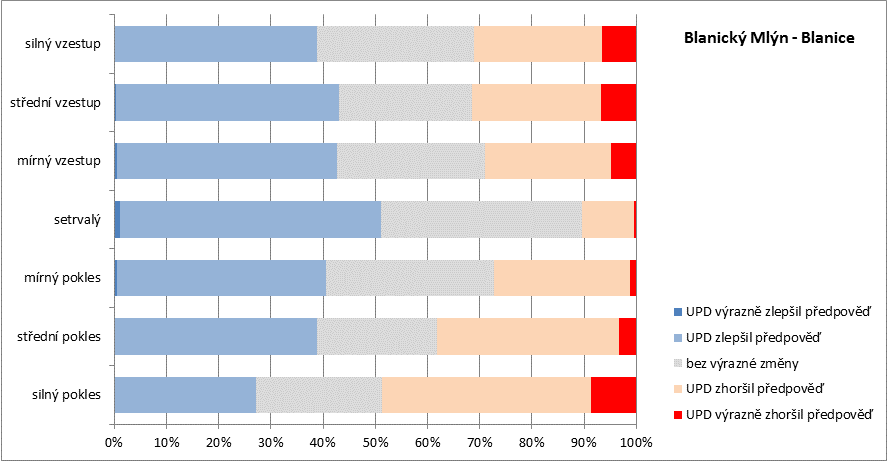 Blanický Mlýn - Blanice
silný vzestup
střední vzestup
mírný vzestup
setrvalý
mírný pokles
střední pokles
silný pokles
0% 10% 20% 30% 40% 50% 60% 70% 80% 90% 100%
UPD výrazně zlepšil předpověď
UPD zlepšil předpověď
bez výrazné změny
UPD zhoršil předpověď
UPD výrazně zhoršil předpověď